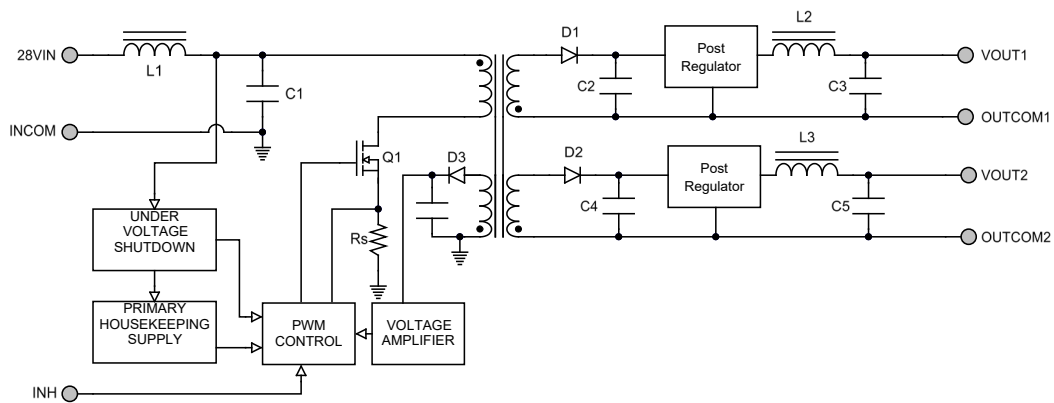 28VIN
L1
C1
INCOM
D1
C2
Post
Regulator
L2
C3
VOUT1
OUTCOM1
Q1
D3
Rs
D2
C4
Post
Regulator
L3
C5
VOUT2
OUTCOM2
UNDER
VOLTAGE
SHUTDOWN
PRIMARY
HOUSEKEEPING
SUPPLY
PWM
CONTROL
VOLTAGE
AMPLIFIER
INH